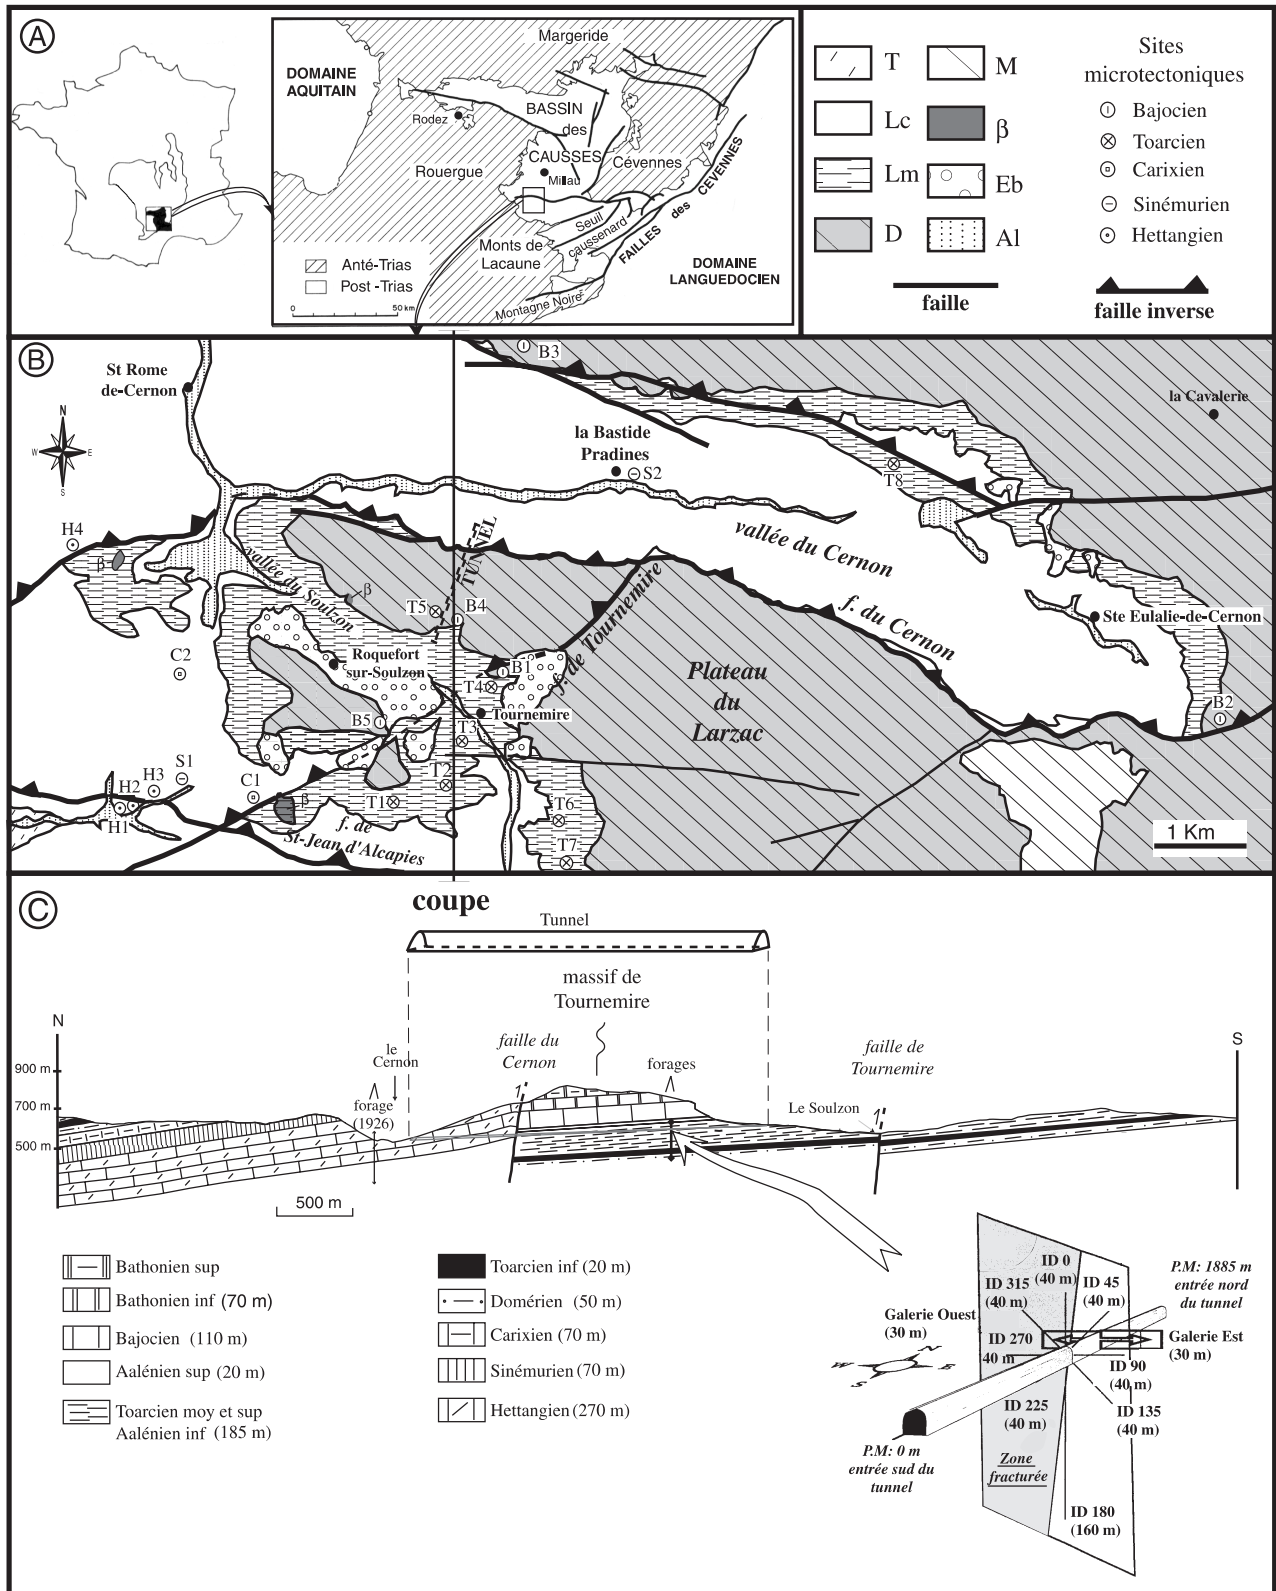 A
DOMAINE
AQUITAIN
Margeride
Rodez
BASSIN
des
CAUSSES
Rouergue
Cévennes
Millau
Seuil
caussenard
FAILLES
des
CÉVENNES
Monts de
Lacaune
DOMAINE
LANGUEDOCIEN
Montagne Noire
Anté-Trias
Post -Trias
0
50 km
T
M
Lc
β
Lm
Eb
D
Al
faille
faille inverse
Sites
microtectoniques
Bajocien
Toarcien
Carixien
Sinémurien
Hettangien
B
St Rome
de-Cernon
N
W
E
S
B3
la Cavalerie
la Bastide
Pradines
S2
T8
H4
β
vallée du Soulzon
β
TUNNEL
vallée du Cernon
T5
B4
f. de Tournemire
f. du Cernon
Ste Eulalie-de-Cernon
C2
Roquefort
sur-Soulzon
B1
T4
Plateau
du
Larzac
B5
Tournemire
T3
B2
S1
H3
H2
H1
C1
β
T2
T1
T6
T7
f. de
St-Jean d'Alcapies
1 Km
C
coupe
Tunnel
massif de
Tournemire
N
S
le
Cernon
faille du
Cernon
forages
faille de
Tournemire
900 m
700 m
500 m
forage
(1926)
Le Soulzon
500 m
Bathonien sup
Bathonien inf (70 m)
Bajocien (110 m)
Aalénien sup (20 m)
Toarcien moy et sup
Aalénien inf (185 m)
Toarcien inf (20 m)
Domérien (50 m)
Carixien (70 m)
Sinémurien (70 m)
Hettangien (270 m)
ID 0
(40 m)
ID 315
(40 m)
ID 45
(40 m)
P.M: 1885 m
entrée nord
du tunnel
Galerie Ouest
(30 m)
ID 270
40 m
Galerie Est
(30 m)
N
W
E
S
ID 90
(40 m)
ID 225
(40 m)
ID 135
(40 m)
P.M: 0 m
entrée sud du
tunnel
Zone
fracturée
ID 180
(160 m)